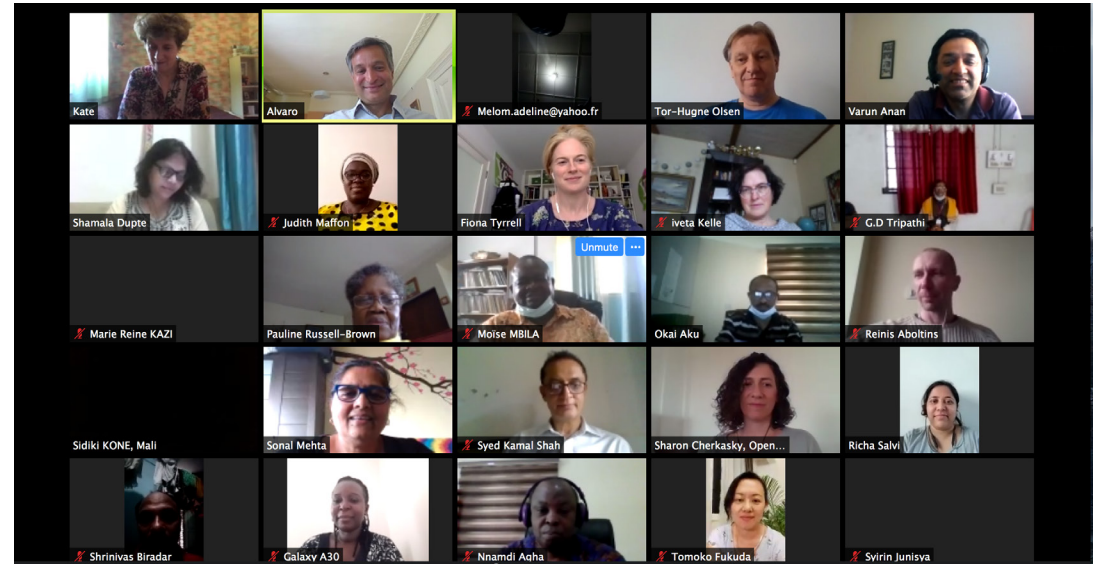 Kate
Alvaro
Melom.adeline@yahoo.fr
Tor-Hugne Olsen
Varun Anan
Shamala Dupte
Judith Maffon
Fiona Tyrrell
iveta Kelle
G.D Tripathi
Unmute
Marie Reine KAZI
Pauline Russell-Brown
Moïse MBILA
Okai Aku
Reinis Aboltins
Sidiki KONE, Mali
Sonal Mehta
Syed Kamal Shah
Sharon Cherkasky, Open...
Richa Salvi
Shrinivas Biradar
Galaxy A30
Nnamdi Agha
Tomoko Fukuda
Syirin Junisya